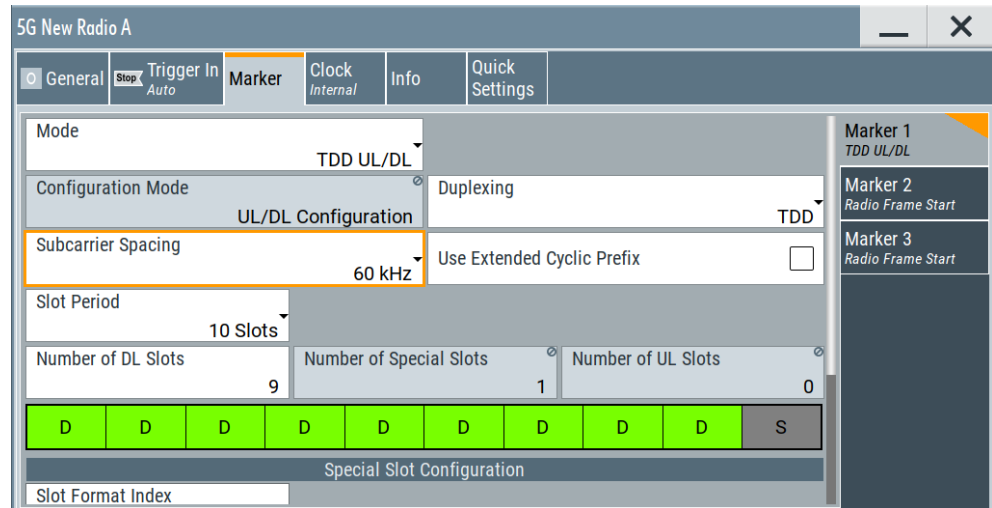 5G New Radio A
O General
Stop Trigger In
Auto
Marker
Clock
Internal
Info
Quick
Settings
Mode
TDD UL/DL
Configuration Mode
UL/DL Configuration
Duplexing
TDD
Subcarrier Spacing
60 kHz
Use Extended Cyclic Prefix
Slot Period
10 Slots
Number of DL Slots
9
Number of Special Slots
1
Number of UL Slots
0
D D D D D D D D D S
Special Slot Configuration
Slot Format Index
Marker 1
TDD UL/DL
Marker 2
Radio Frame Start
Marker 3
Radio Frame Start